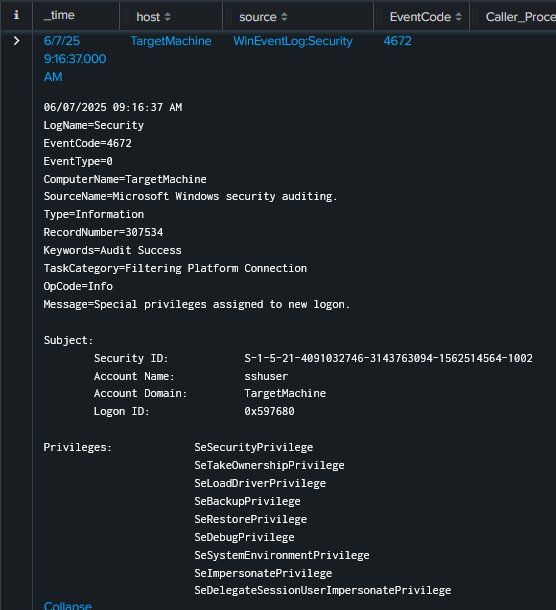 i _time host source EventCode Caller_Proce
6/7/25 TargetMachine WinEventLog:Security 4672
9:16:37.000
AM
06/07/2025 09:16:37 AM
LogName=Security
EventCode=4672
EventType=0
ComputerName=TargetMachine
SourceName=Microsoft Windows security auditing.
Type=Information
RecordNumber=307534
Keywords=Audit Success
TaskCategory=Filtering Platform Connection
OpCode=Info
Message=Special privileges assigned to new logon.
Subject:
Security ID: S-1-5-21-4091032746-3143763094-1562514564-1002
Account Name: sshuser
Account Domain: TargetMachine
Logon ID: 0x597680
Privileges: SeSecurityPrivilege
SeTakeOwnershipPrivilege
SeLoadDriverPrivilege
SeBackupPrivilege
SeRestorePrivilege
SeDebugPrivilege
SeSystemEnvironmentPrivilege
SeImpersonatePrivilege
SeDelegateSessionUserImpersonatePrivilege
Collapse